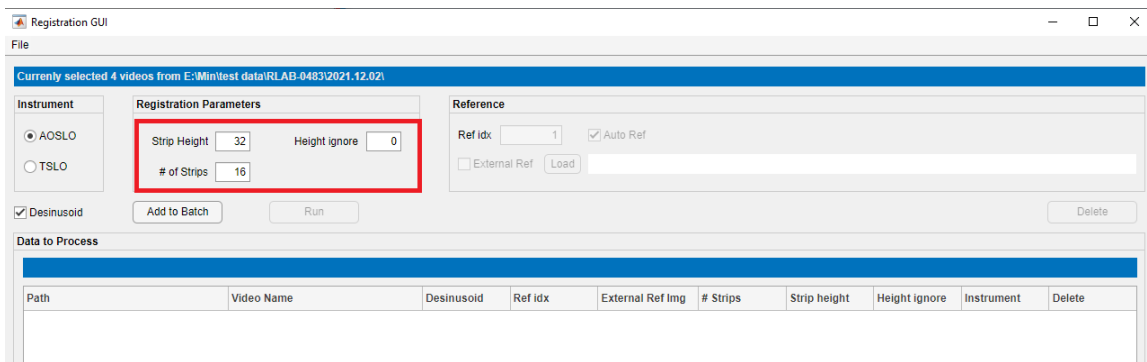 Registration GUI
File
Currenly selected 4 videos from E:\Min\test data\RLAB-0483\2021.12.02\
Instrument
AOSLO
TSLO
Registration Parameters
Strip Height 32 Height ignore 0
# of Strips 16
Reference
Ref idx 1 Auto Ref
External Ref Load
Desinusoid Add to Batch Run Delete
Data to Process
Path Video Name Desinusoid Ref idx External Ref Img # Strips Strip height Height ignore Instrument Delete